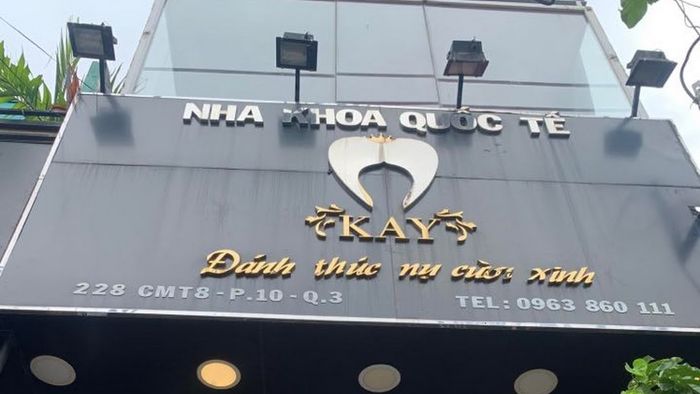 NHA KHOA QUỐC TẾ
KAY
Đánh thức nụ cười xinh
228 CMT8 - P.10 - Q.3
TEL: 0963 860 111